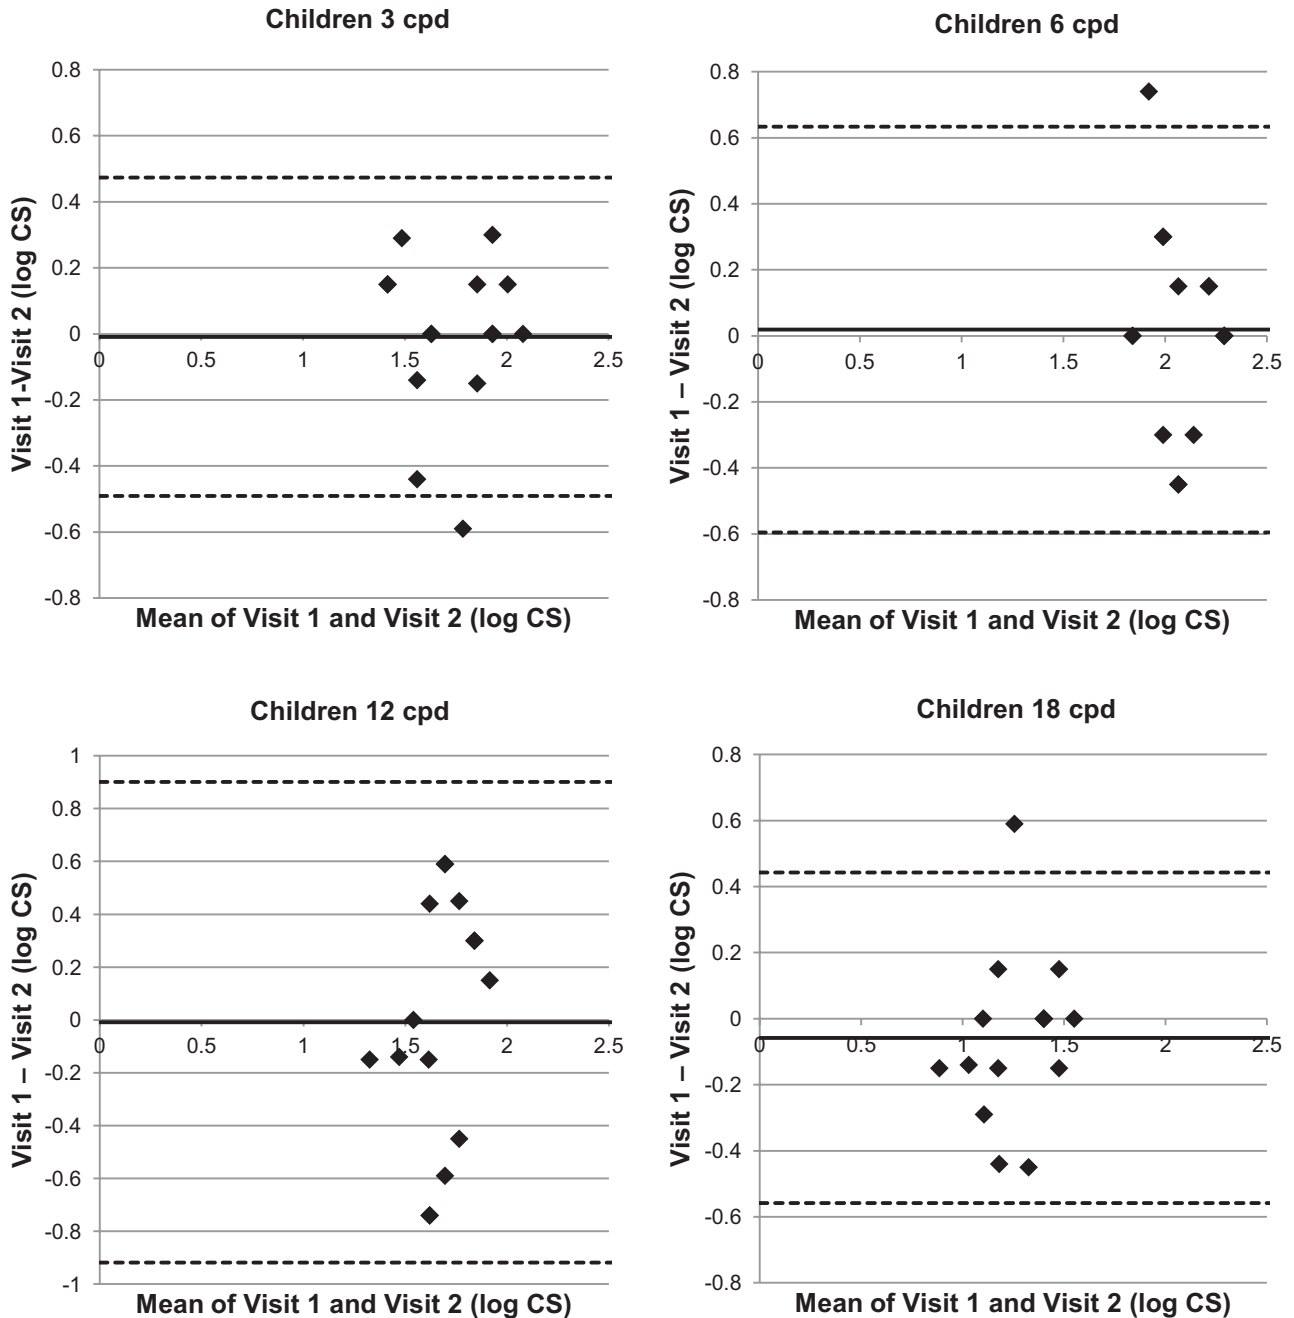 Children 3 cpd
0.8
0.6
0.4
0.2
0
-0.2
-0.4
-0.6
-0.8
0 0.5 1 1.5 2 2.5
Visit 1-Visit 2 (log CS)
Mean of Visit 1 and Visit 2 (log CS)
Children 6 cpd
0.8
0.6
0.4
0.2
0
-0.2
-0.4
-0.6
-0.8
0 0.5 1 1.5 2 2.5
Visit 1 – Visit 2 (log CS)
Mean of Visit 1 and Visit 2 (log CS)
Children 12 cpd
1
0.8
0.6
0.4
0.2
0
-0.2
-0.4
-0.6
-0.8
-1
0 0.5 1 1.5 2 2.5
Visit 1 – Visit 2 (log CS)
Mean of Visit 1 and Visit 2 (log CS)
Children 18 cpd
0.8
0.6
0.4
0.2
0
-0.2
-0.4
-0.6
-0.8
0 0.5 1 1.5 2 2.5
Visit 1 – Visit 2 (log CS)
Mean of Visit 1 and Visit 2 (log CS)